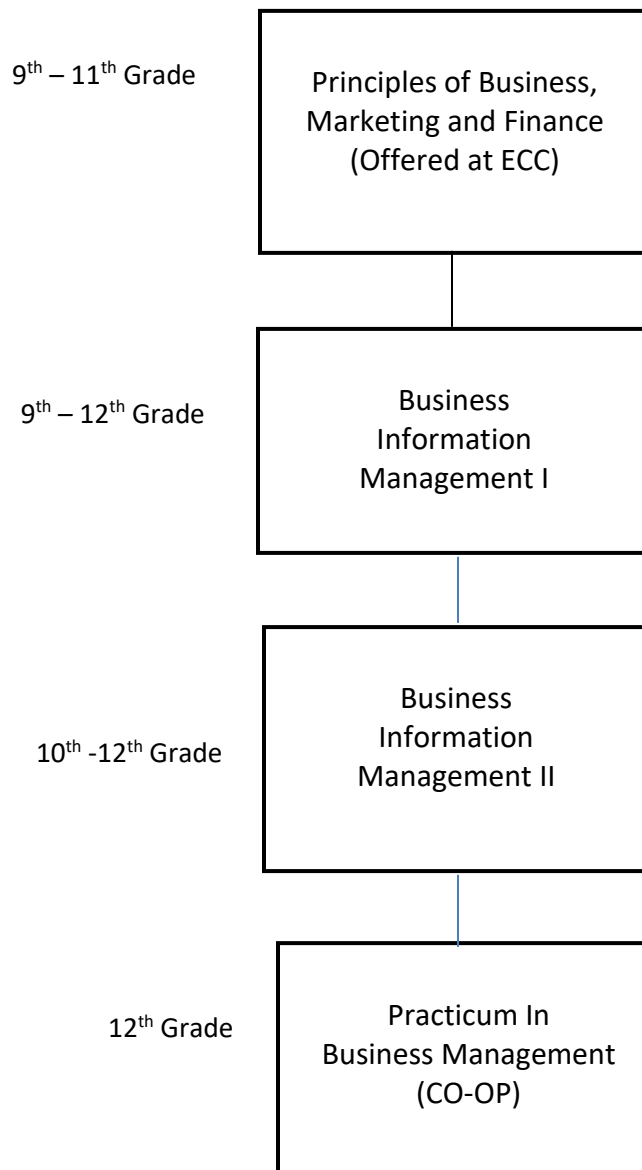 9th – 11th Grade
Principles of Business,
Marketing and Finance
(Offered at ECC)
9th – 12th Grade
Business
Information
Management I
10th -12th Grade
Business
Information
Management II
12th Grade
Practicum In
Business Management
(CO-OP)